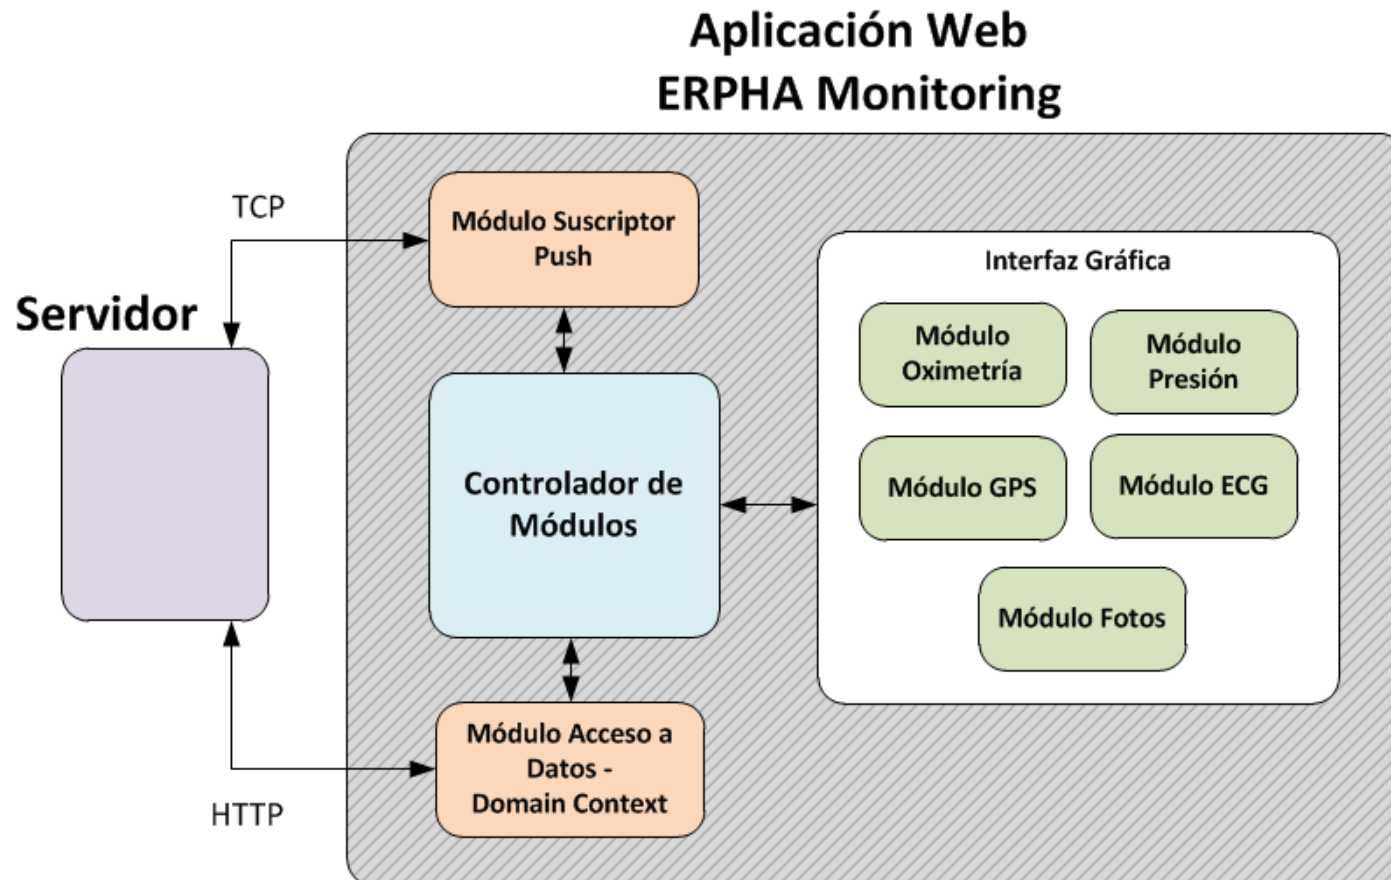 Aplicación Web
ERPHA Monitoring
TCP
Módulo Suscriptor
Push
Interfaz Gráfica
Servidor
Módulo
Oximetría
Módulo
Presión
Controlador de
Módulos
Módulo GPS
Módulo ECG
Módulo Fotos
Módulo Acceso a
Datos -
Domain Context
HTTP